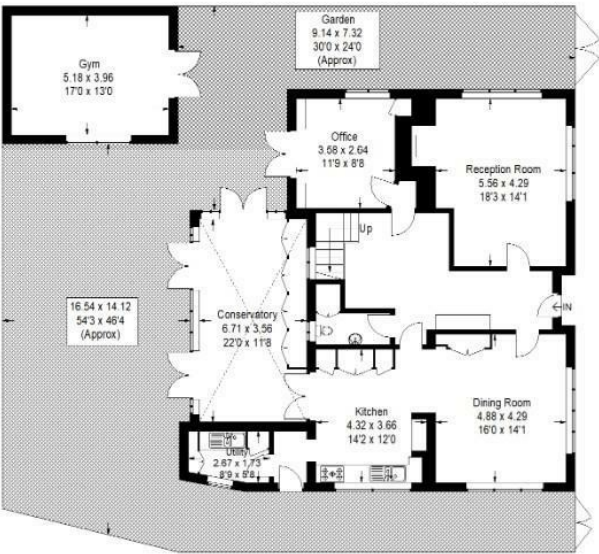 Garden
9.14 x 7.32
30'0 x 24'0
(Approx)
Gym
5.18 x 3.96
17'0 x 13'0
Office
3.58 x 2.64
11'9 x 8'8
Reception Room
5.56 x 4.29
18'3 x 14'1
Up
IN
16.54 x 14.12
54'3 x 46'4
(Approx)
Conservatory
6.71 x 3.56
22'0 x 11'8
Kitchen
4.32 x 3.66
14'2 x 12'0
Dining Room
4.88 x 4.29
16'0 x 14'1
Utility
2.67 x 1.73
8'9 x 5'8